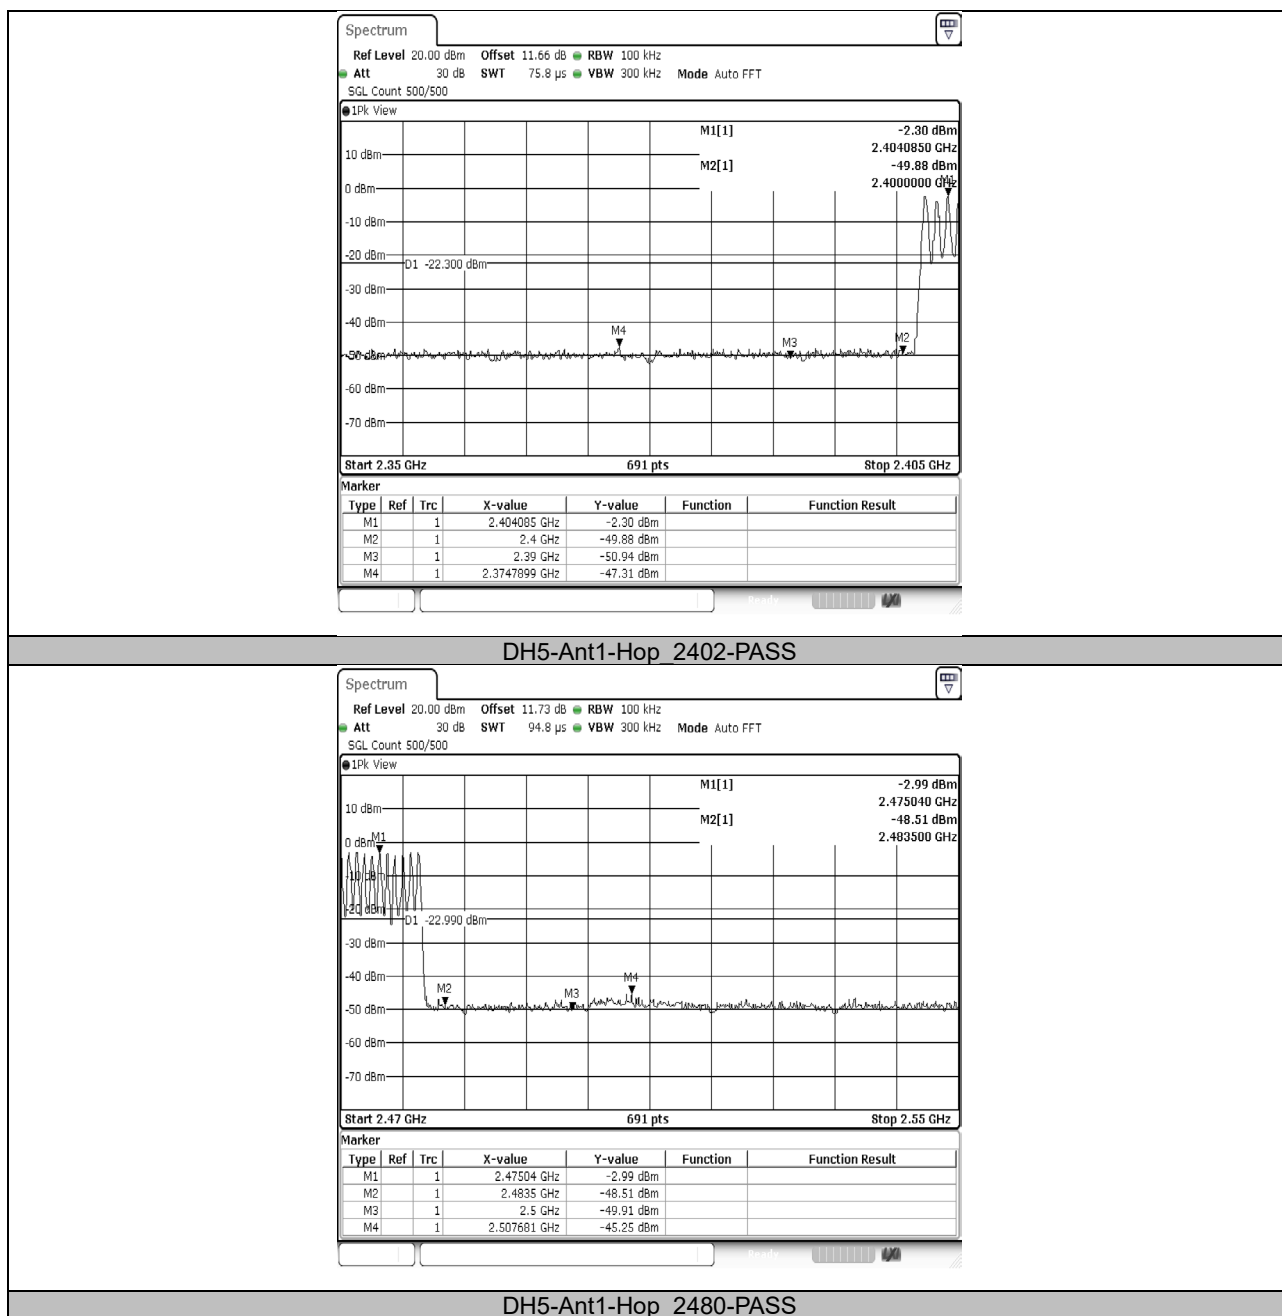 Spectrum
Ref Level 20.00 dBm Offset 11.66 dB RBW 100 kHz
Att 30 dB SWT 75.8 µs VBW 300 kHz Mode Auto FFT
SGL Count 500/500
1Pk View
M1[1] -2.30 dBm
2.4040850 GHz
10 dBm
M2[1] -49.88 dBm
2.4000000 GHz
M1
0 dBm
-10 dBm
-20 dBm
D1 -22.300 dBm
-30 dBm
-40 dBm
M4
M3
M2
-50 dBm
-60 dBm
-70 dBm
Start 2.35 GHz 691 pts Stop 2.405 GHz
Marker
Type Ref Trc X-value Y-value Function Function Result
M1 1 2.404085 GHz -2.30 dBm
M2 1 2.4 GHz -49.88 dBm
M3 1 2.39 GHz -50.94 dBm
M4 1 2.3747899 GHz -47.31 dBm
Ready
DH5-Ant1-Hop_2402-PASS
Spectrum
Ref Level 20.00 dBm Offset 11.73 dB RBW 100 kHz
Att 30 dB SWT 94.8 µs VBW 300 kHz Mode Auto FFT
SGL Count 500/500
1Pk View
M1[1] -2.99 dBm
2.475040 GHz
10 dBm
M2[1] -48.51 dBm
2.483500 GHz
0 dBm
M1
-10 dBm
-20 dBm
D1 -22.990 dBm
-30 dBm
-40 dBm
M4
M2
M3
-50 dBm
-60 dBm
-70 dBm
Start 2.47 GHz 691 pts Stop 2.55 GHz
Marker
Type Ref Trc X-value Y-value Function Function Result
M1 1 2.47504 GHz -2.99 dBm
M2 1 2.4835 GHz -48.51 dBm
M3 1 2.5 GHz -49.91 dBm
M4 1 2.507681 GHz -45.25 dBm
Ready
DH5-Ant1-Hop_2480-PASS